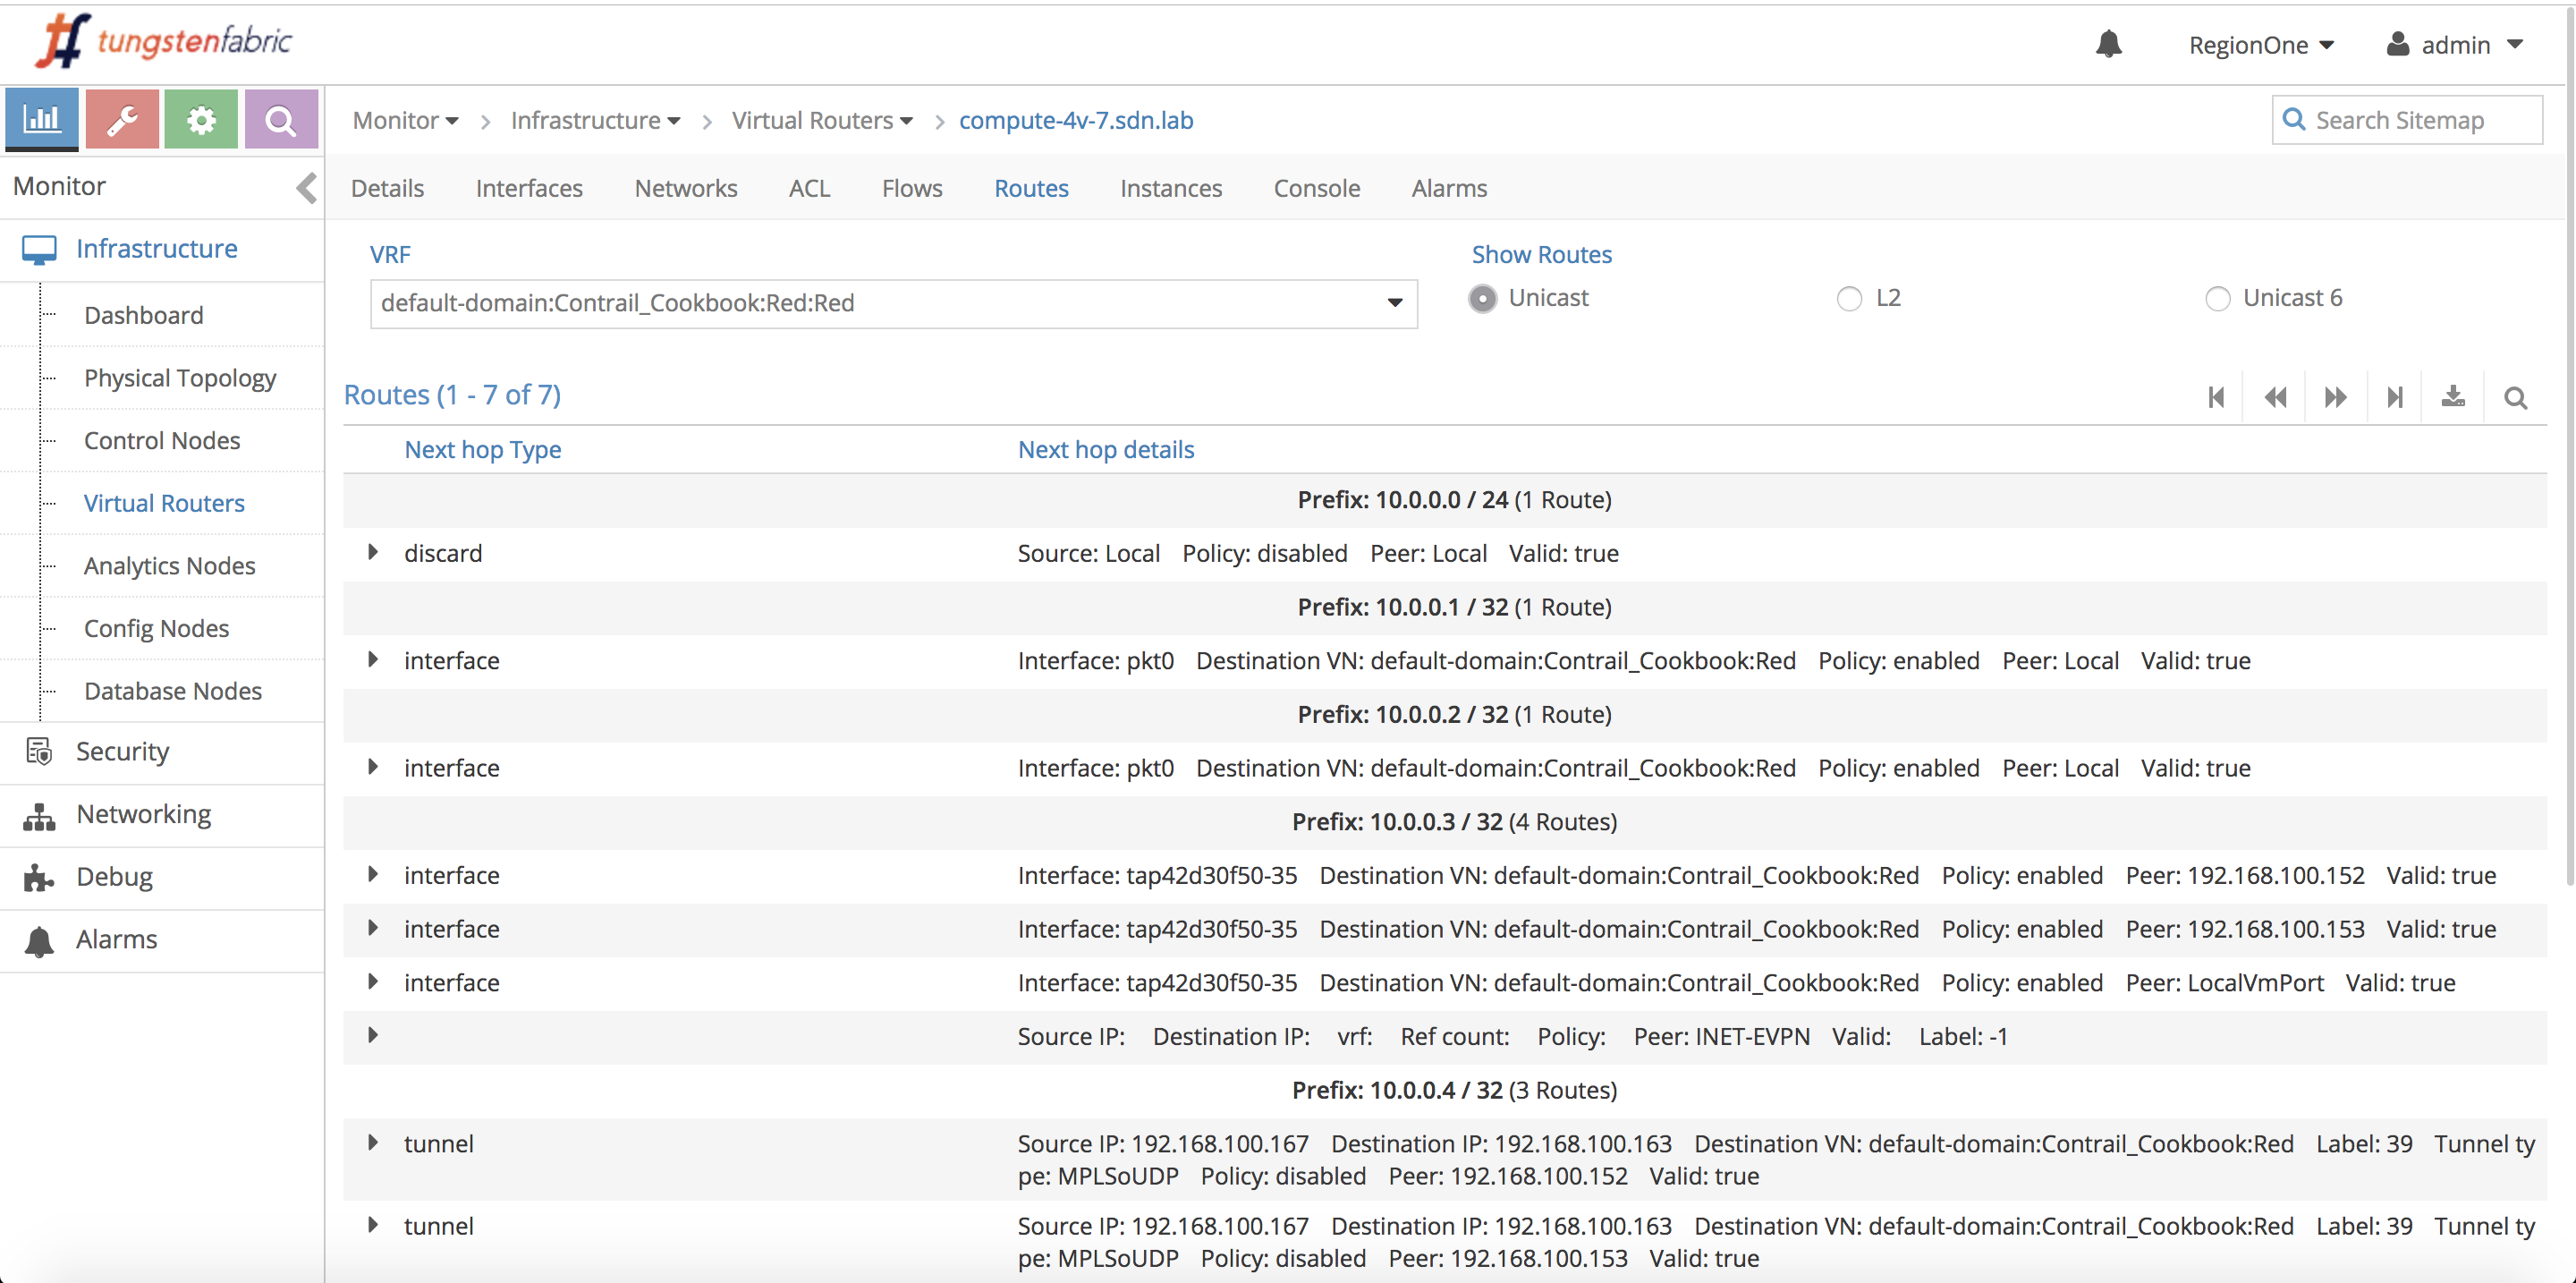 tungstenfabric
RegionOne
admin
Monitor > Infrastructure > Virtual Routers > compute-4v-7.sdn.lab
Search Sitemap
Monitor
Details Interfaces Networks ACL Flows Routes Instances Console Alarms
Infrastructure
Dashboard
Physical Topology
Control Nodes
Virtual Routers
Analytics Nodes
Config Nodes
Database Nodes
Security
Networking
Debug
Alarms
VRF
default-domain:Contrail_Cookbook:Red:Red
Show Routes
Unicast L2 Unicast 6
Routes (1 - 7 of 7)
Next hop Type Next hop details
Prefix: 10.0.0.0 / 24 (1 Route)
discard Source: Local Policy: disabled Peer: Local Valid: true
Prefix: 10.0.0.1 / 32 (1 Route)
interface Interface: pkt0 Destination VN: default-domain:Contrail_Cookbook:Red Policy: enabled Peer: Local Valid: true
Prefix: 10.0.0.2 / 32 (1 Route)
interface Interface: pkt0 Destination VN: default-domain:Contrail_Cookbook:Red Policy: enabled Peer: Local Valid: true
Prefix: 10.0.0.3 / 32 (4 Routes)
interface Interface: tap42d30f50-35 Destination VN: default-domain:Contrail_Cookbook:Red Policy: enabled Peer: 192.168.100.152 Valid: true
interface Interface: tap42d30f50-35 Destination VN: default-domain:Contrail_Cookbook:Red Policy: enabled Peer: 192.168.100.153 Valid: true
interface Interface: tap42d30f50-35 Destination VN: default-domain:Contrail_Cookbook:Red Policy: enabled Peer: LocalVmPort Valid: true
Source IP: Destination IP: vrf: Ref count: Policy: Peer: INET-EVPN Valid: Label: -1
Prefix: 10.0.0.4 / 32 (3 Routes)
tunnel Source IP: 192.168.100.167 Destination IP: 192.168.100.163 Destination VN: default-domain:Contrail_Cookbook:Red Label: 39 Tunnel ty
pe: MPLSoUDP Policy: disabled Peer: 192.168.100.152 Valid: true
tunnel Source IP: 192.168.100.167 Destination IP: 192.168.100.163 Destination VN: default-domain:Contrail_Cookbook:Red Label: 39 Tunnel ty
pe: MPLSoUDP Policy: disabled Peer: 192.168.100.153 Valid: true